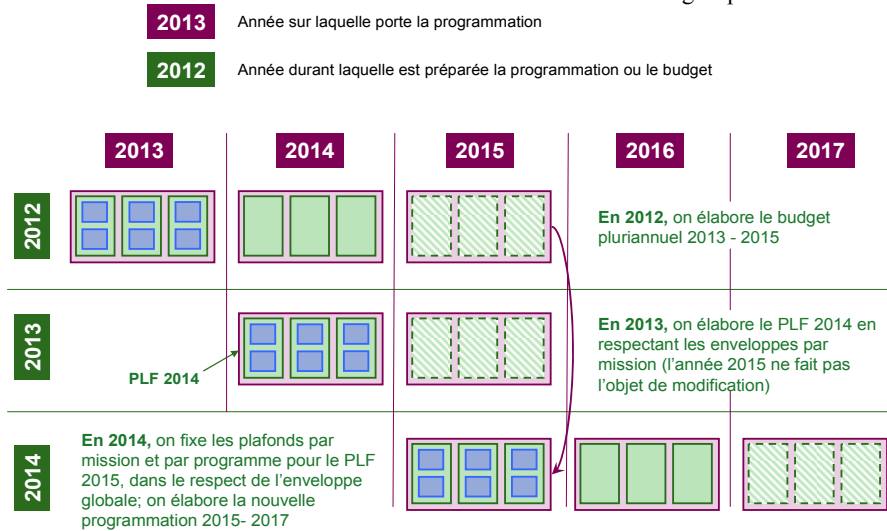 2013 Année sur laquelle porte la programmation
2012 Année durant laquelle est préparée la programmation ou le budget
2013 2014 2015 2016 2017
2012
En 2012, on élabore le budget
pluriannuel 2013 - 2015
2013
PLF 2014
En 2013, on élabore le PLF 2014 en
respectant les enveloppes par
mission (l'année 2015 ne fait pas
l'objet de modification)
2014
En 2014, on fixe les plafonds par
mission et par programme pour le PLF
2015, dans le respect de l'enveloppe
globale; on élabore la nouvelle
programmation 2015- 2017